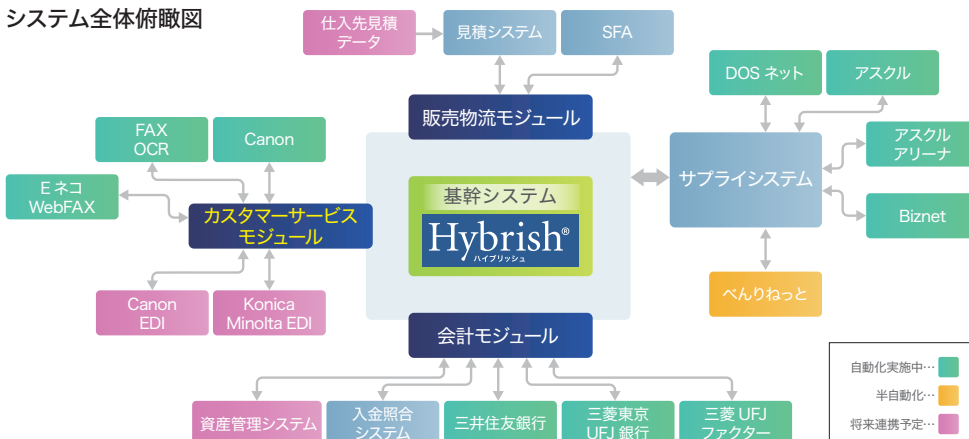 システム全体俯瞰図
仕入先見積
データ
見積システム
SFA
DOS ネット
アスクル
販売物流モジュール
FAX
OCR
Canon
アスクル
アリーナ
E ネコ
WebFAX
サプライシステム
基幹システム
Hybrish®
ハイブリッシュ
カスタマーサービス
モジュール
Biznet
べんりねっと
Canon
EDI
Konica
Minolta EDI
会計モジュール
自動化実施中…
半自動化…
将来連携予定…
資産管理システム
入金照合
システム
三井住友銀行
三菱東京
UFJ 銀行
三菱 UFJ
ファクター